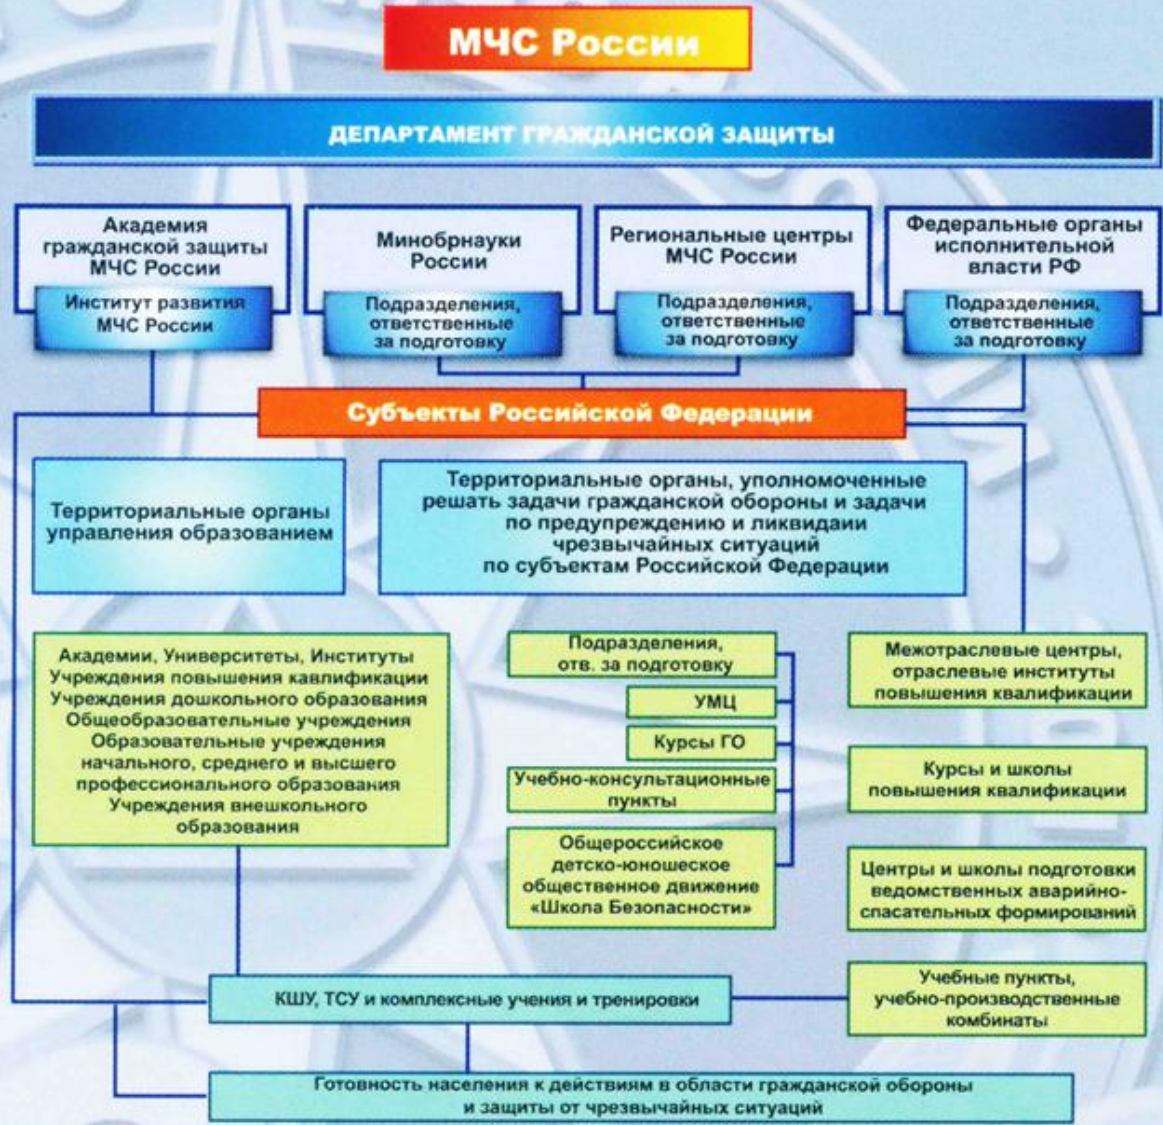 МЧС России
ДЕПАРТАМЕНТ ГРАЖДАНСКОЙ ЗАЩИТЫ
Академия
гражданской защиты
МЧС России
Институт развития
МЧС России
Минобрнауки
России
Подразделения,
ответственные
за подготовку
Региональные центры
МЧС России
Подразделения,
ответственные
за подготовку
Федеральные органы
исполнительной
власти РФ
Подразделения,
ответственные
за подготовку
Субъекты Российской Федерации
Территориальные органы
управления образованием
Территориальные органы, уполномоченные
решать задачи гражданской обороны и задачи
по предупреждению и ликвидаии
чрезвычайных ситуаций
по субъектам Российской Федерации
Академии, Университеты, Институты
Учреждения повышения кавлификации
Учреждения дошкольного образования
Общеобразовательные учреждения
Образовательные учреждения
начального, среднего и высшего
профессионального образования
Учреждения внешкольного
образования
Подразделения,
отв. за подготовку
УМЦ
Курсы ГО
Учебно-консультационные
пункты
Общероссийское
детско-юношеское
общественное движение
«Школа Безопасности»
Межотраслевые центры,
отраслевые институты
повышения квалификации
Курсы и школы
повышения квалификации
Центры и школы подготовки
ведомственных аварийно-
спасательных формирований
Учебные пункты,
учебно-производственные
комбинаты
КШУ, ТСУ и комплексные учения и тренировки
Готовность населения к действиям в области гражданской обороны
и защиты от чрезвычайных ситуаций